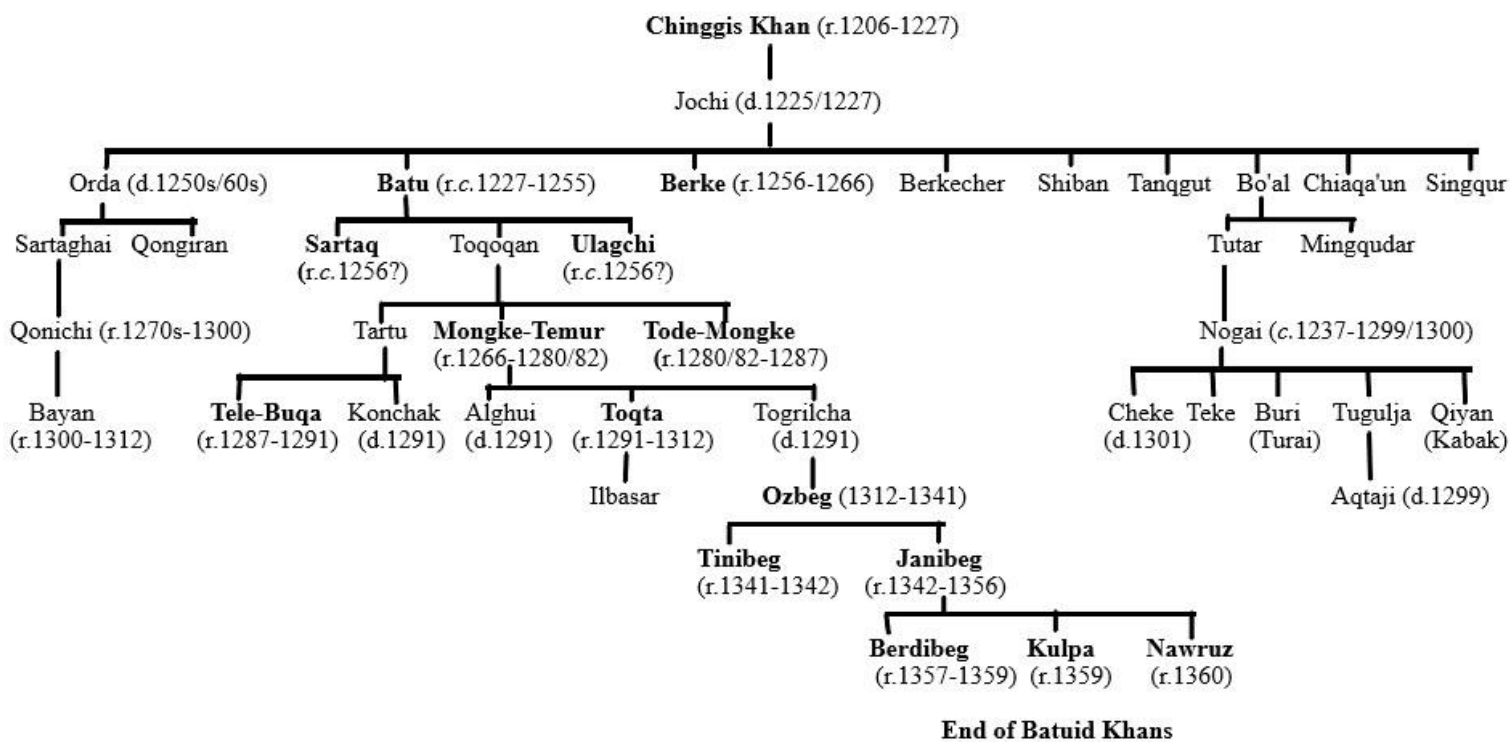 Chinggis Khan (r.1206-1227)
Jochi (d.1225/1227)
Orda (d.1250s/60s) Batu (r.c.1227-1255) Berke (r.1256-1266) Berkecher Shiban Tanqgut Bo'al Chiaqa'un Singqur
Sartaghai Qongiran Sartaq Toqoqan Ulagchi Tutar Mingqudar
(r.c.1256?) (r.c.1256?)
Qonichi (r.1270s-1300) Tartu Mongke-Temur Tode-Mongke Nogai (c.1237-1299/1300)
(r.1266-1280/82) (r.1280/82-1287)
Bayan Tele-Buqa Konchak Alghui Toqta Togrilcha Cheke Teke Buri Tugulja Qiyan
(r.1300-1312) (r.1287-1291) (d.1291) (d.1291) (r.1291-1312) (d.1291) (d.1301) (Turai) (Kabak)
Ilbasar Ozbeg (1312-1341) Aqtaji (d.1299)
Tinibeg Janibeg
(r.1341-1342) (r.1342-1356)
Berdibeg Kulpa Nawruz
(r.1357-1359) (r.1359) (r.1360)
End of Batuid Khans